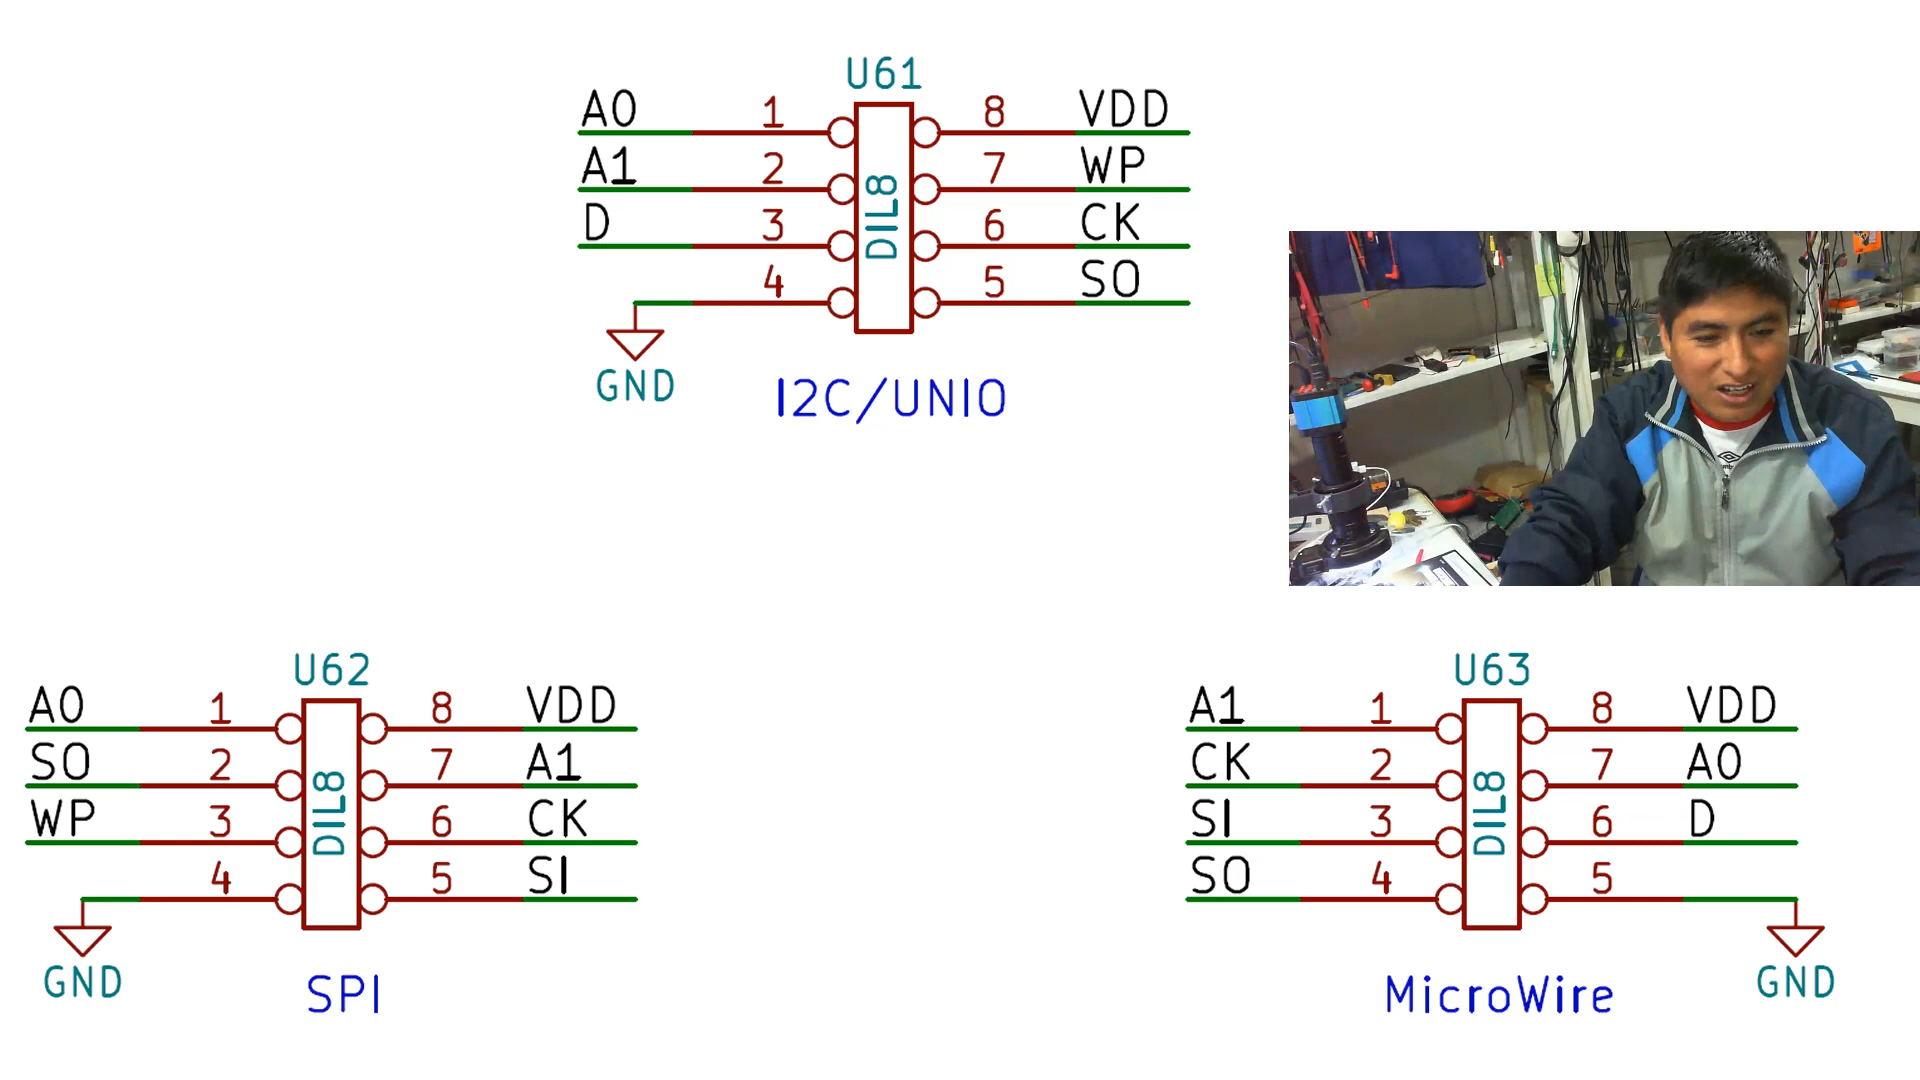 U61
A0 1 8 VDD
A1 2 7 WP
D 3 6 CK
4 5 SO
DIL8
GND
I2C/UNIO
U62
A0 1 8 VDD
SO 2 7 A1
WP 3 6 CK
4 5 SI
DIL8
GND
SPI
U63
A1 1 8 VDD
CK 2 7 A0
SI 3 6 D
SO 4 5
DIL8
GND
MicroWire